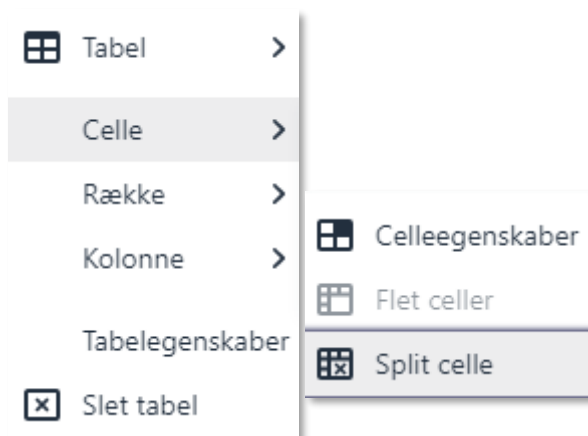 Tabel
Celle
Række
Kolonne
Tabelegenskaber
Slet tabel
Celleegenskaber
Flet celler
Split celle